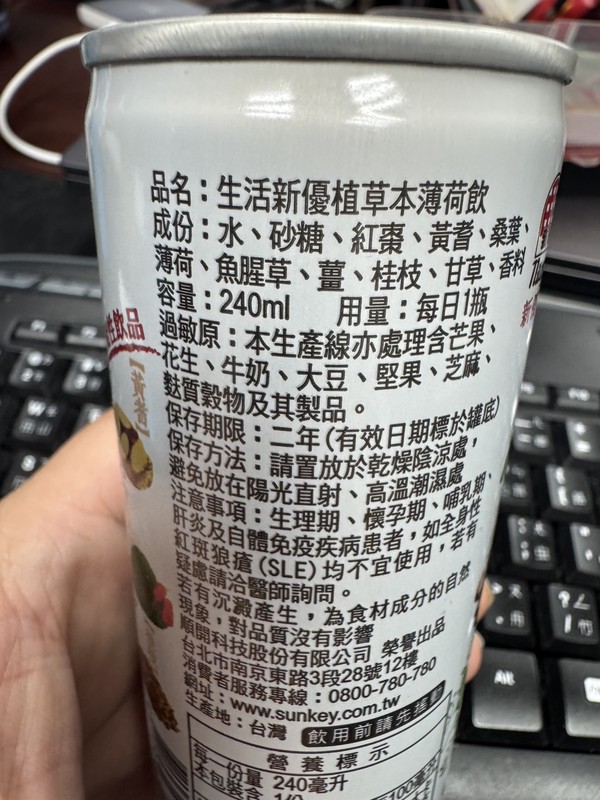 品名：生活新優植草本薄荷飲
成份：水、砂糖、紅棗、黃耆、桑葉、
薄荷、魚腥草、薑、桂枝、甘草、香料
容量：240ml　用量：每日1瓶
過敏原：本生產線亦處理含芒果、
花生、牛奶、大豆、堅果、芝麻、
麩質穀物及其製品。
保存期限：二年(有效日期標於罐底)
保存方法：請置放於乾燥陰涼處，
避免放在陽光直射、高溫潮濕處
注意事項：生理期、懷孕期、哺乳期、
肝炎及自體免疫疾病患者，如全身性
紅斑狼瘡(SLE)均不宜使用，若有
疑慮請洽醫師詢問。
若有沉澱產生，為食材成分的自然
現象，對品質沒有影響
順開科技股份有限公司 榮譽出品
台北市南京東路3段28號12樓
消費者服務專線：0800-780-780
網址：www.sunkey.com.tw
生產地：台灣 飲用前請先搖動
營養標示
每一份量 240毫升
本包裝含
性飲品
【黃耆】